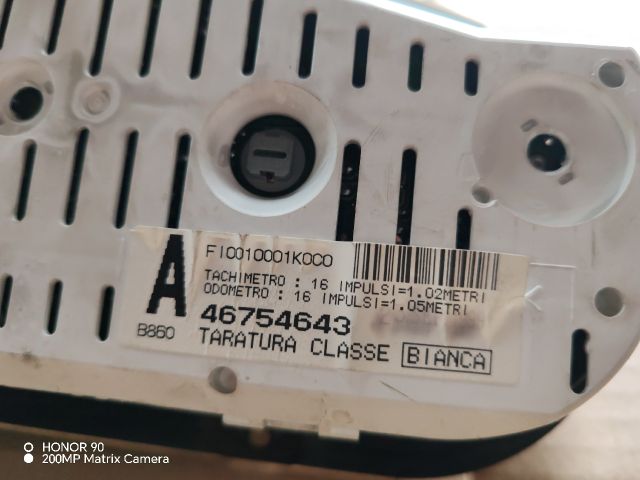 A
FI0010001K0C0
TACHIMETRO : 16 IMPULSI=1.02METRI
ODOMETRO : 16 IMPULSI=1.05METRI
46754643
B860
TARATURA CLASSE BIANCA
HONOR 90
200MP Matrix Camera